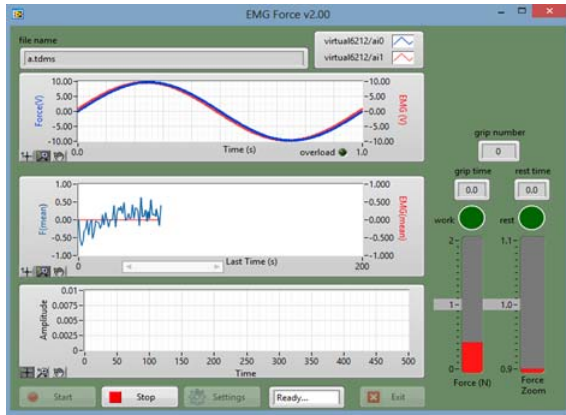 EMG Force v2.00
file name
a.tdms
virtual6212/ai0
virtual6212/ai1
Force(V)
10.00
5.00
0.00
-5.00
-10.00
10.00
5.00
0.00
-5.00
-10.00
EMG (V)
0.0
Time (s)
overload
1.0
F(mean)
1.00
0.50
0.00
-0.50
-1.00
1.000
0.500
0.000
-0.500
-1.000
EMG(mean)
0
Last Time (s)
200
Amplitude
0.01
0.0075
0.005
0.0025
0
0 50 100 150 200 250 300 350 400 450 500
Time
Start
Stop
Settings
Ready...
Exit
grip number
0
grip time
rest time
0.0
0.0
work
rest
2
1
0
1.1
1.0
0.9
Force (N)
Force
Zoom